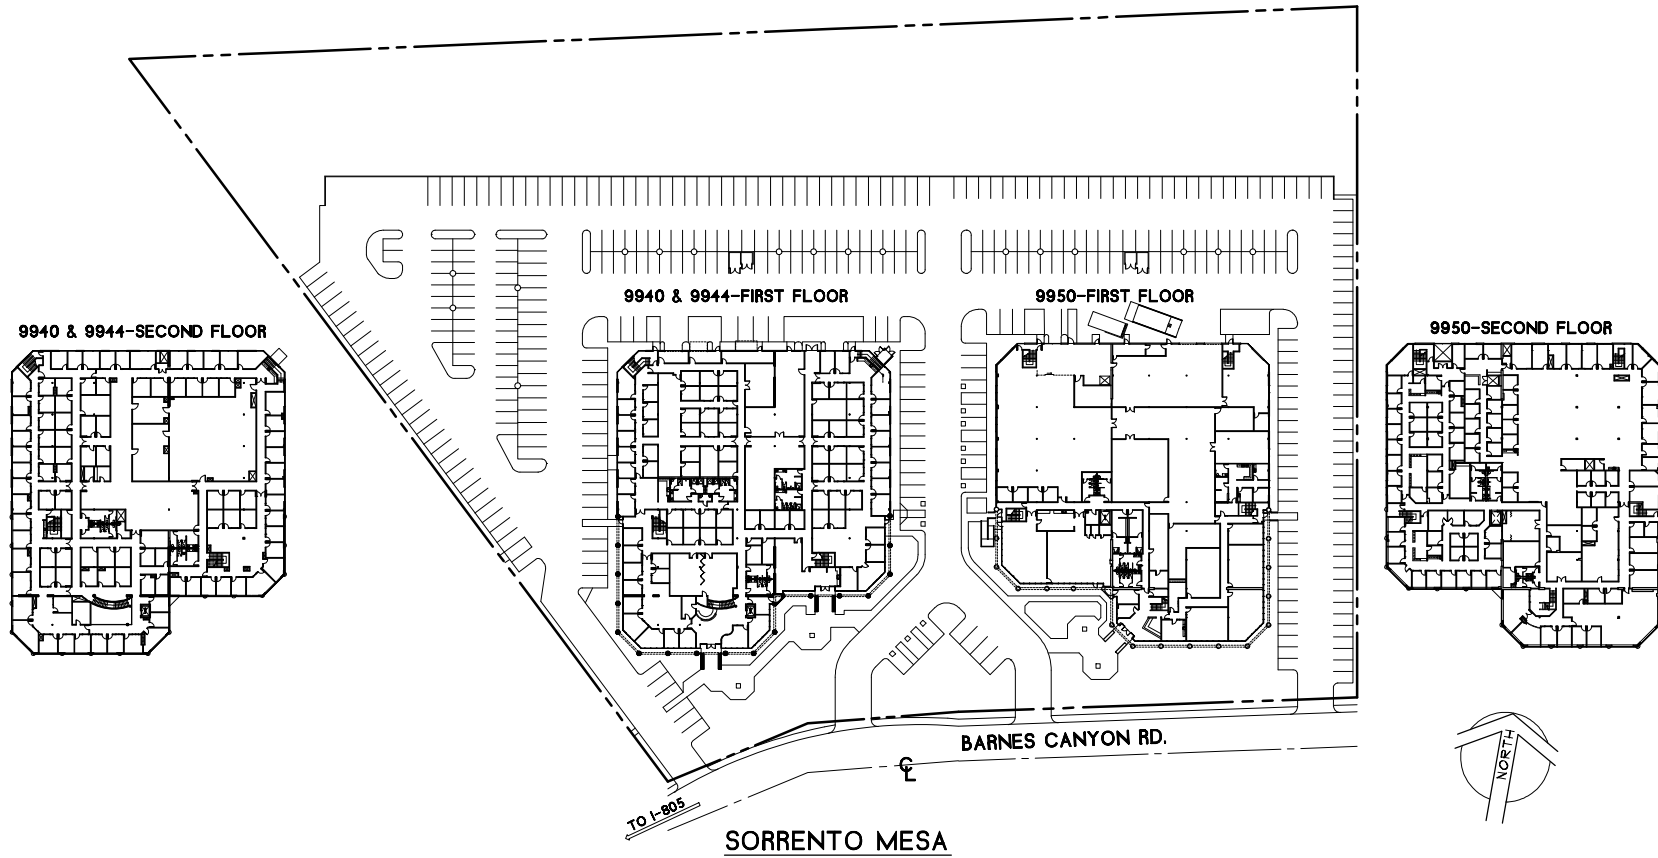 9940 & 9944-FIRST FLOOR
9950-FIRST FLOOR
9940 & 9944-SECOND FLOOR
9950-SECOND FLOOR
BARNES CANYON RD.
NORTH
CL
TO I-805
SORRENTO MESA